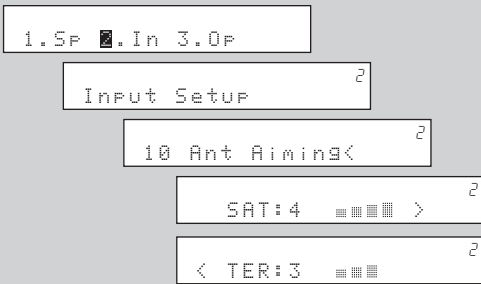 1.Sp 2.In 3.Op
2
Input Setup
2
10 Ant Aiming<
2
SAT:4 >
2
< TER:3